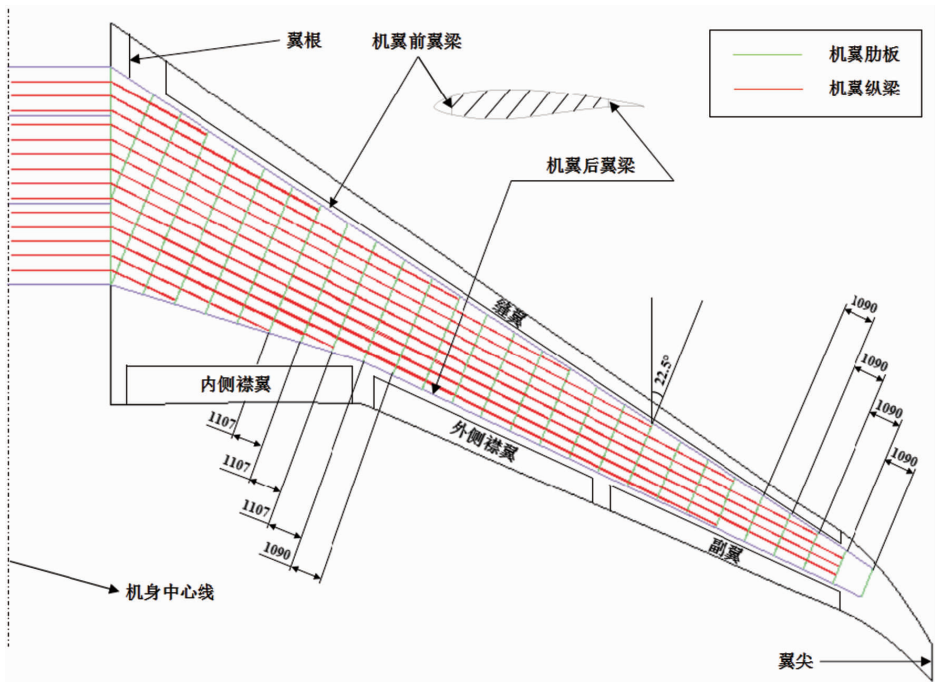 翼根
机翼前翼梁
机翼肋板
机翼纵梁
机翼后翼梁
缝翼
22.5°
1090
1090
1090
1090
内侧襟翼
外侧襟翼
1107
1107
1107
1090
副翼
机身中心线
翼尖